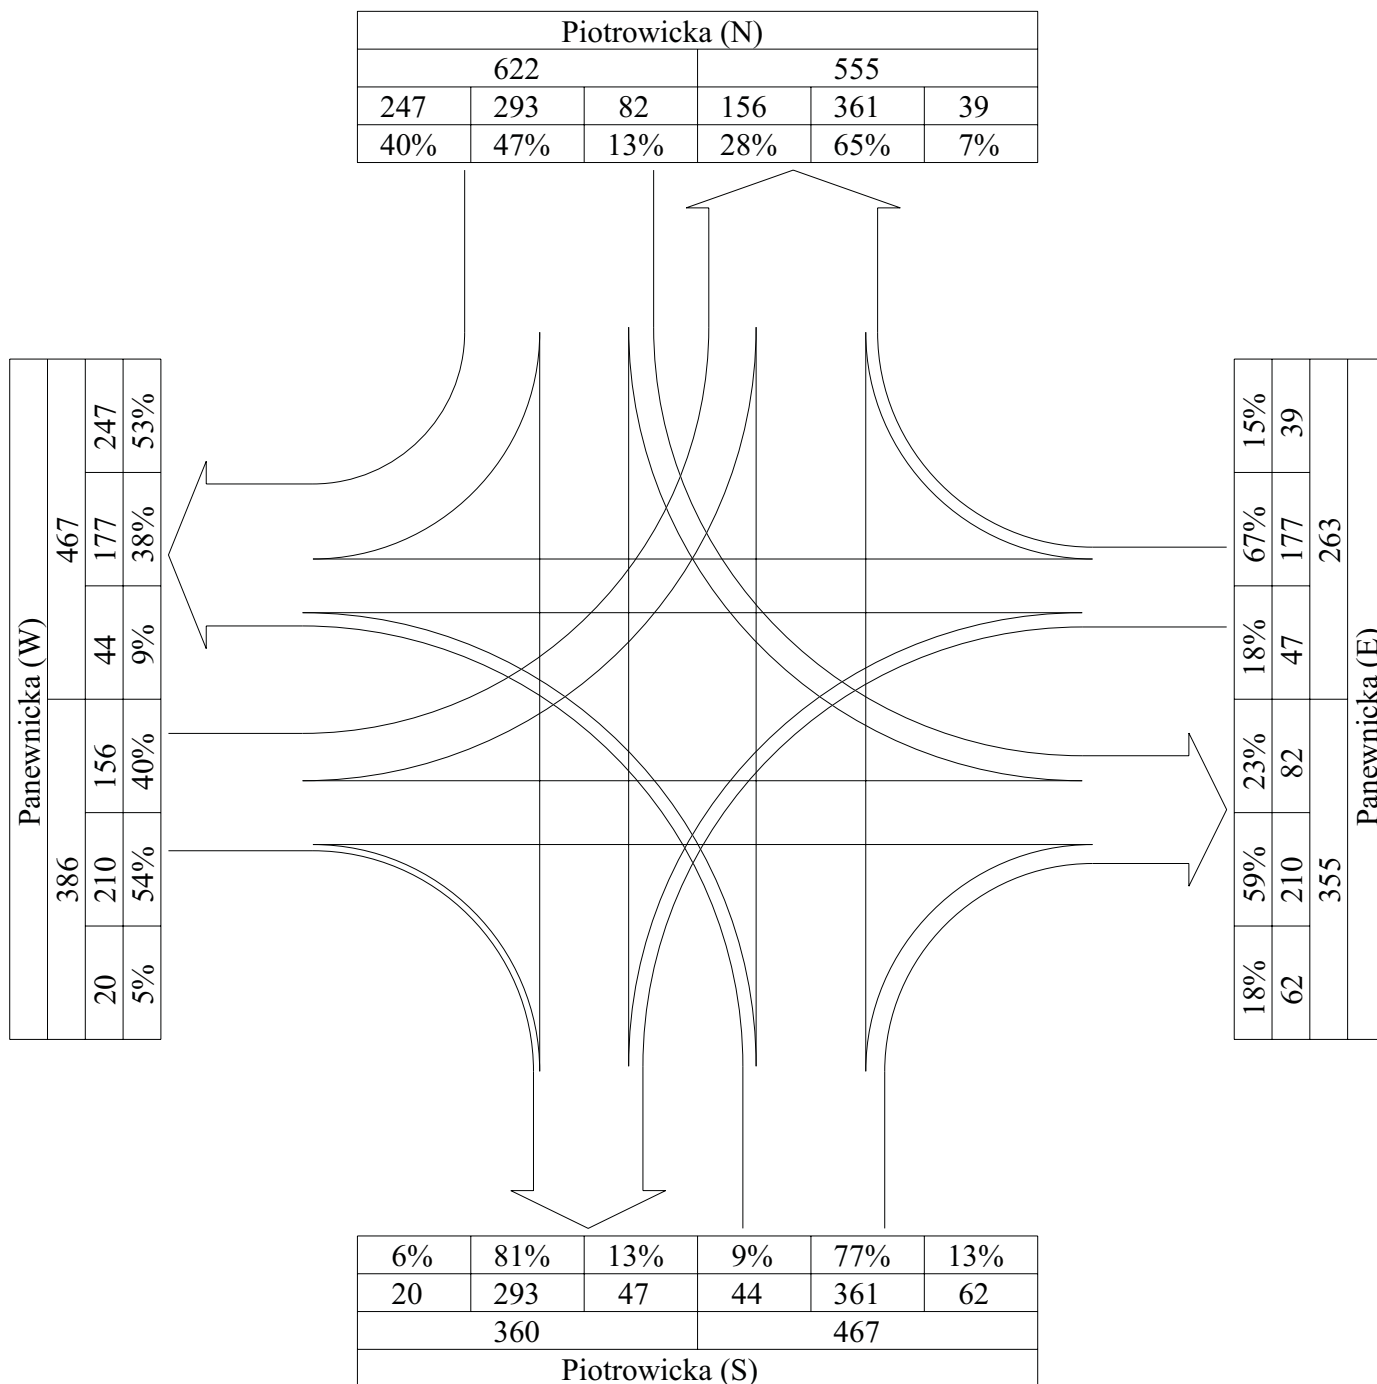 Piotrowicka (N)
622 555
247 293 82 156 361 39
40% 47% 13% 28% 65% 7%
Panewnicka (W)
386 467
20 210 156 44 177 247
5% 54% 40% 9% 38% 53%
18% 59% 23% 18% 67% 15%
62 210 82 47 177 39
355 263
Panewnicka (E)
6% 81% 13% 9% 77% 13%
20 293 47 44 361 62
360 467
Piotrowicka (S)